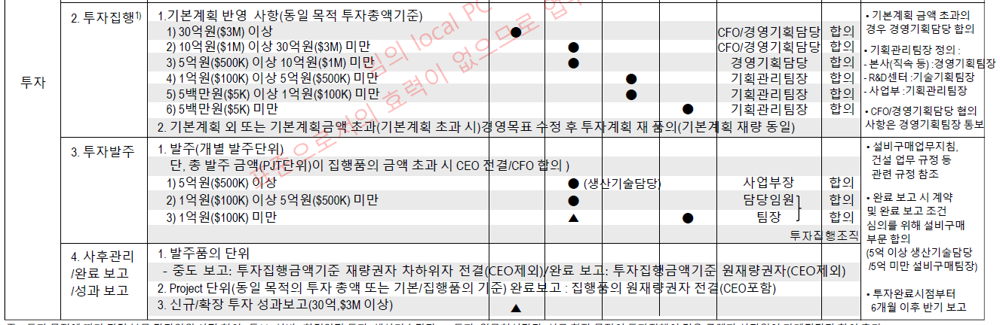 투자
2. 투자집행1)
1.기본계획 반영 사항(동일 목적 투자총액기준)
1) 30억원($3M) 이상 ● CFO/경영기획담당 합의
2) 10억원($1M) 이상 30억원($3M) 미만 ● CFO/경영기획담당 합의
3) 5억원($500K) 이상 10억원($1M) 미만 ● 경영기획담당 합의
4) 1억원($100K) 이상 5억원($500K) 미만 ● 기획관리팀장 합의
5) 5백만원($5K) 이상 1억원($100K) 미만 ● 기획관리팀장 합의
6) 5백만원($5K) 미만 ● 기획관리팀장 합의
2. 기본계획 외 또는 기본계획금액 초과(기본계획 초과 시)경영목표 수정 후 투자계획 재 품의(기본계획 재량 동일)
• 기본계획 금액 초과의
경우 경영기획담당 합의
• 기획관리팀장 정의 :
- 본사(직속 등) :경영기획팀장
- R&D센터 : 기술기획팀장
- 사업부 :기획관리팀장
• CFO/경영기획담당 협의
사항은 경영기획팀장 통보
3. 투자발주
1. 발주(개별 발주단위)
단, 총 발주 금액(PJT단위)이 집행품의 금액 초과 시 CEO 전결/CFO 합의 )
1) 5억원($500K) 이상 ● (생산기술담당) 사업부장 합의
2) 1억원($100K) 이상 5억원($500K) 미만 ● 담당임원 합의
3) 1억원($100K) 미만 ▲ ● 팀장 합의
투자집행조직
• 설비구매업무지침,
건설 업무 규정 등
관련 규정 참조
• 완료 보고 시 계약
및 완료 보고 조건
심의를 위해 설비구매
부문 합의
(5억 이상 생산기술담당
/5억 미만 설비구매팀장)
• 투자완료시점부터
6개월 이후 반기 보고
4. 사후관리
/완료 보고
/성과 보고
1. 발주품의 단위
- 중도 보고: 투자집행금액기준 재량권자 차하위자 전결(CEO제외)/완료 보고: 투자집행금액기준 원재량권자(CEO제외)
2. Project 단위(동일 목적의 투자 총액 또는 기본/집행품의 기준) 완료보고 : 집행품의 원재량권자 전결(CEO포함)
3. 신규/확장 투자 성과보고(30억,$3M 이상) ▲
님의 local PC
표준으로서의 효력이 없으므로 업